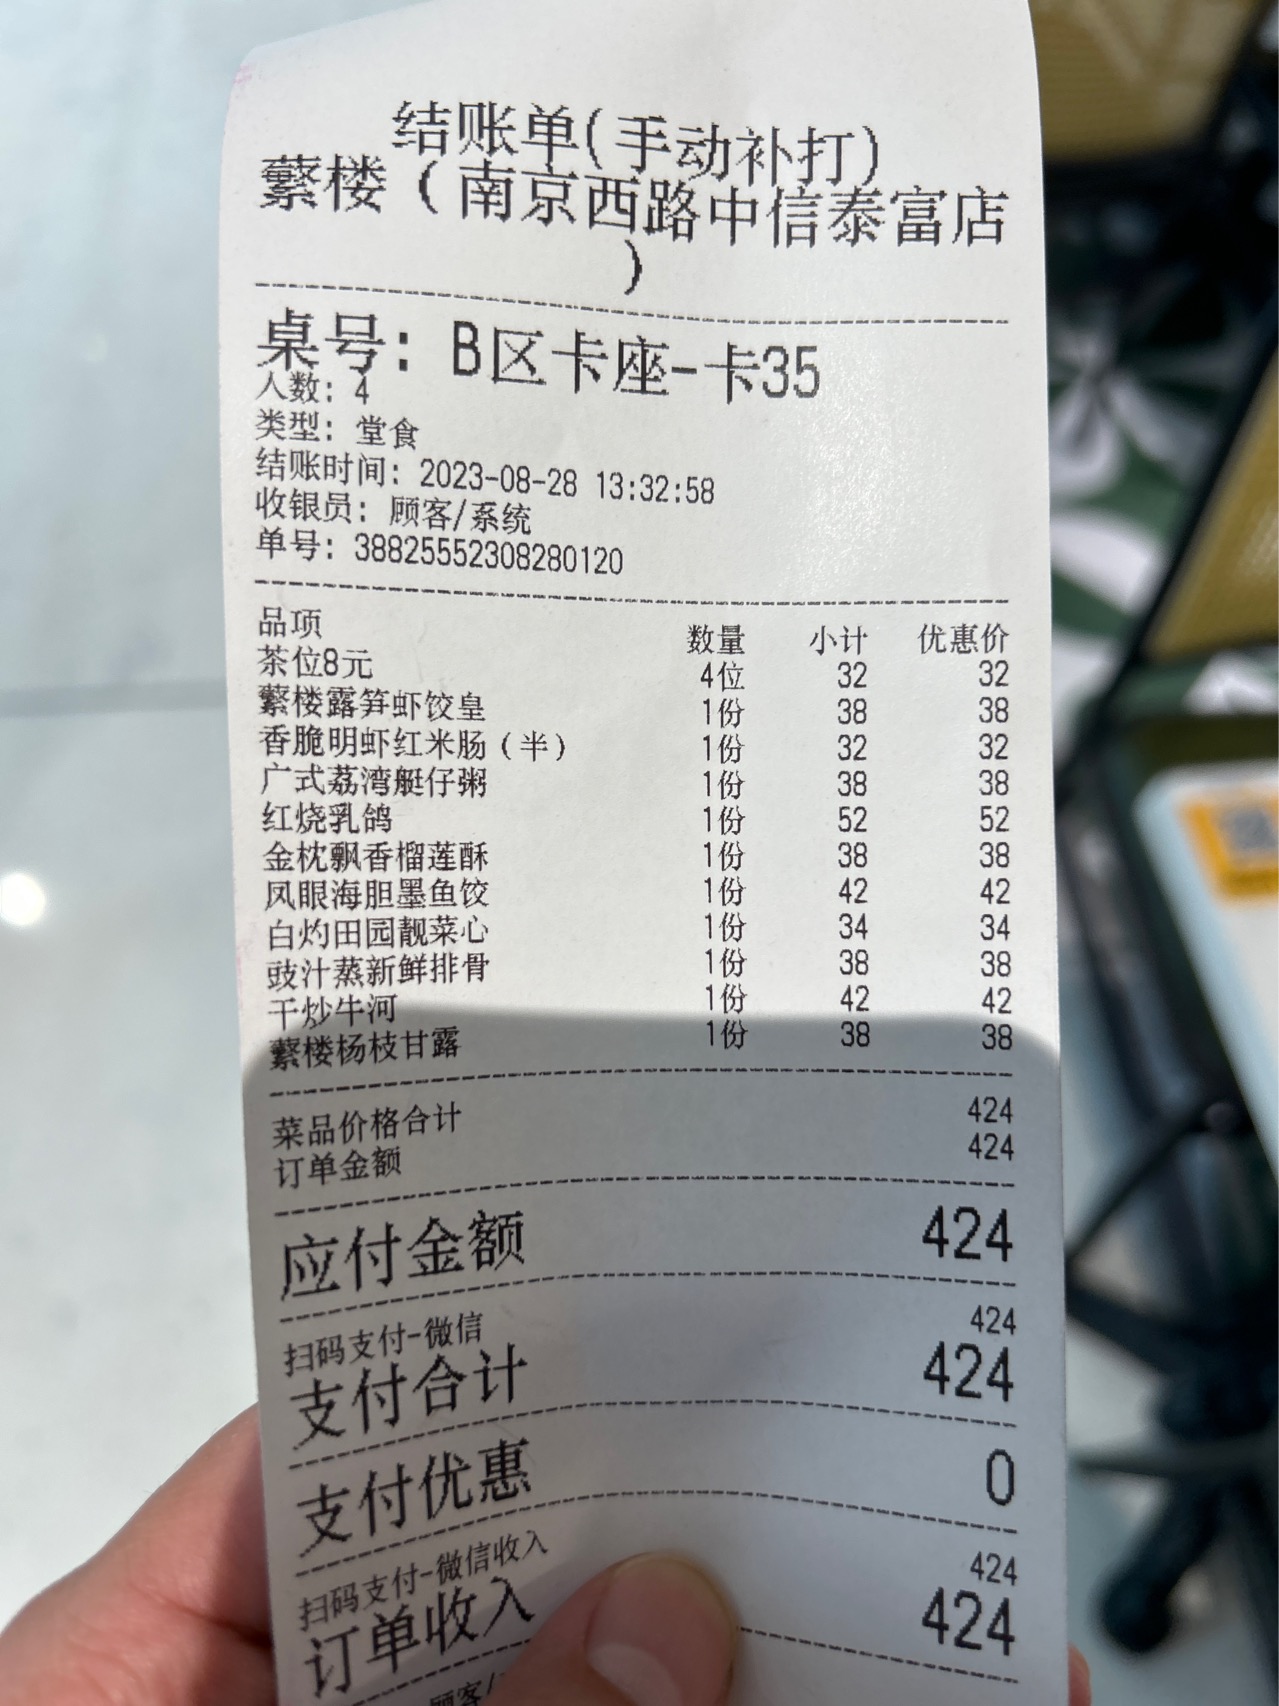 结账单(手动补打)
蘩楼（南京西路中信泰富店
）
桌号: B区卡座-卡35
人数: 4
类型: 堂食
结账时间: 2023-08-28 13:32:58
收银员: 顾客/系统
单号: 38825552308280120
品项 数量 小计 优惠价
茶位8元 4位 32 32
蘩楼露笋虾饺皇 1份 38 38
香脆明虾红米肠（半） 1份 32 32
广式荔湾艇仔粥 1份 38 38
红烧乳鸽 1份 52 52
金枕飘香榴莲酥 1份 38 38
凤眼海胆墨鱼饺 1份 42 42
白灼田园靓菜心 1份 34 34
豉汁蒸新鲜排骨 1份 38 38
干炒牛河 1份 42 42
蘩楼杨枝甘露 1份 38 38
菜品价格合计 424
订单金额 424
应付金额 424
扫码支付-微信 424
支付合计 424
支付优惠 0
扫码支付-微信收入 424
订单收入 424
顾客/